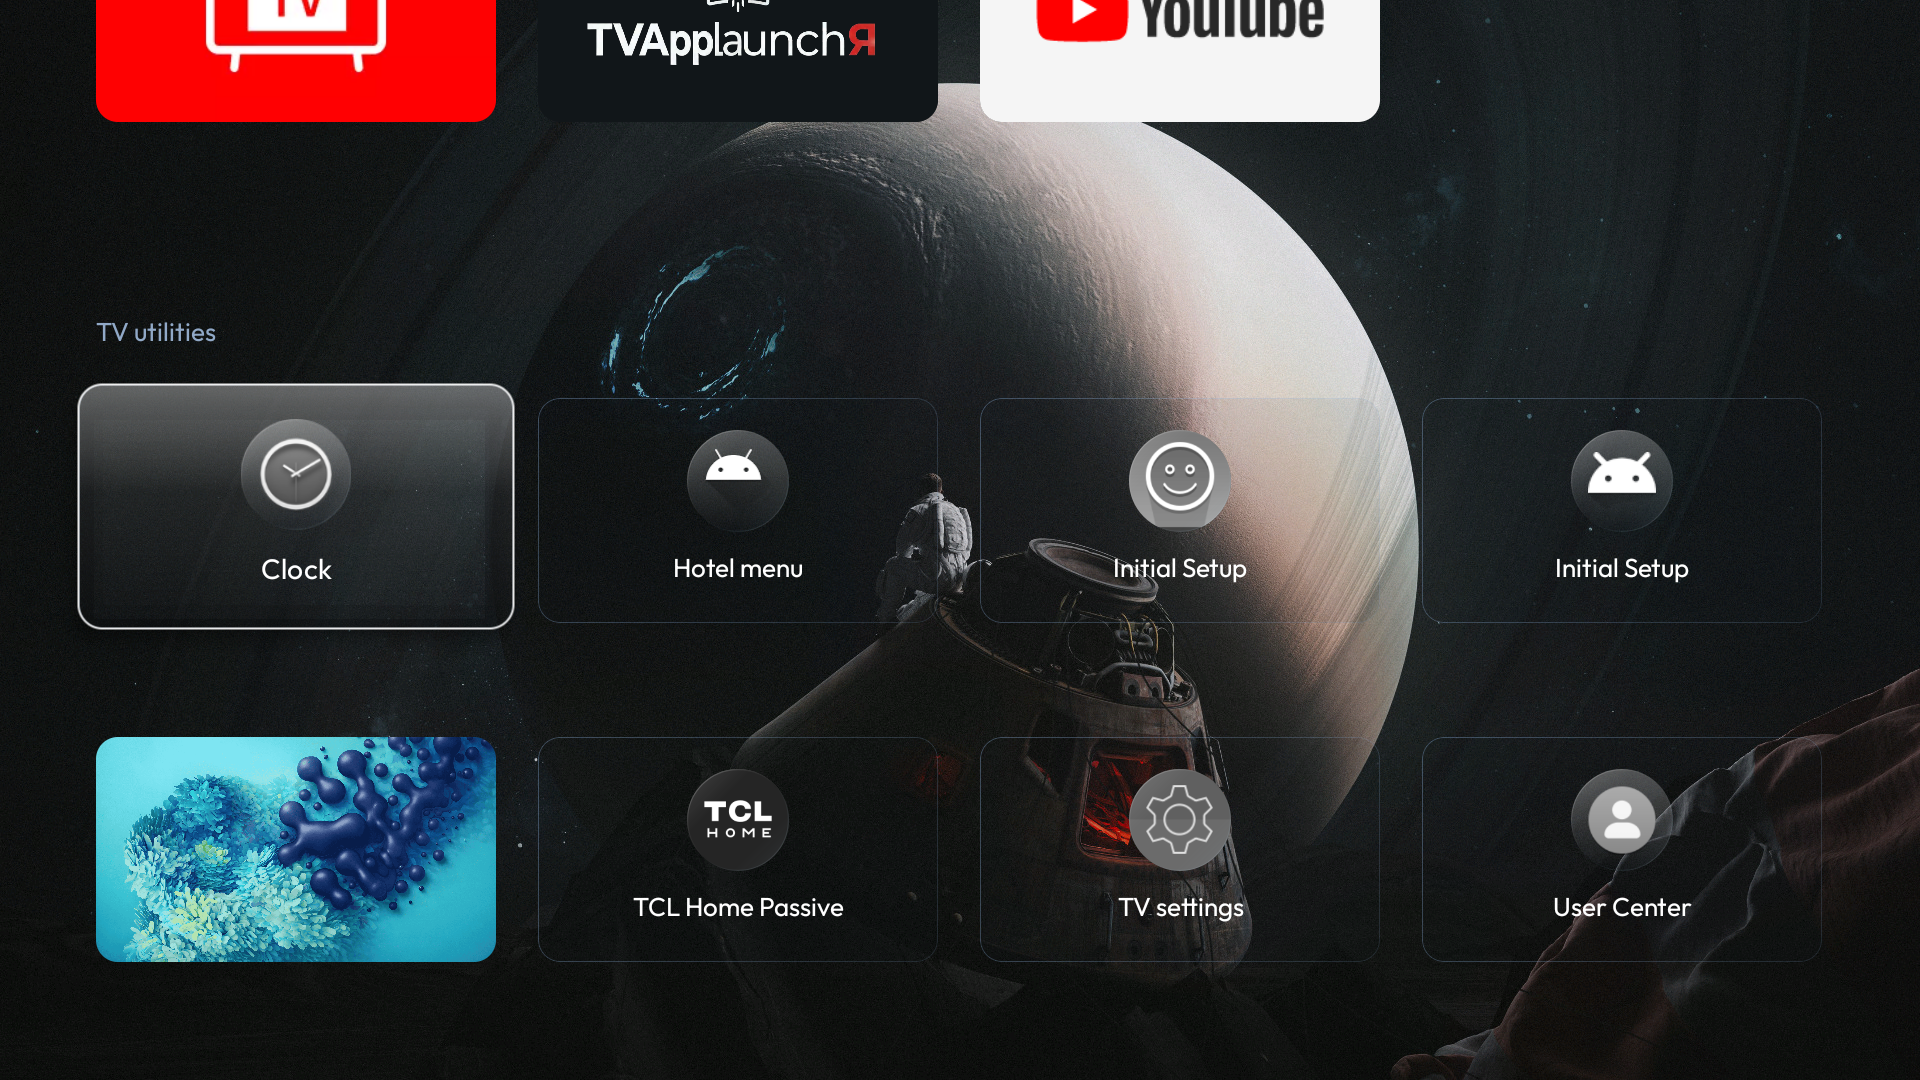 TV
TVApplaunchR
YouTube
TV utilities
Clock
Hotel menu
Initial Setup
Initial Setup
TCL
HOME
TCL Home Passive
TV settings
User Center